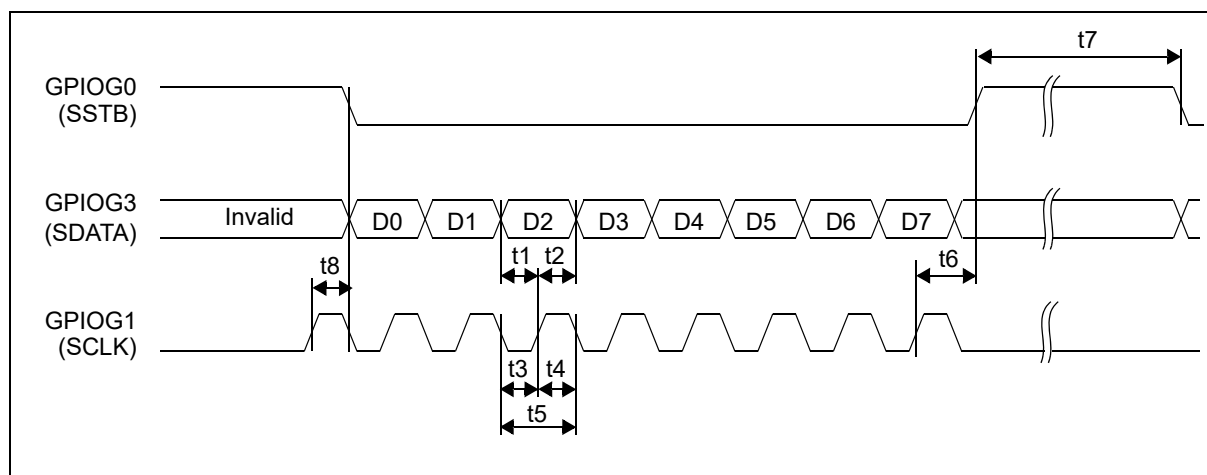 t7
GPIOG0
(SSTB)
GPIOG3
(SDATA)
Invalid D0 D1 D2 D3 D4 D5 D6 D7
t1 t2
t6
t8
GPIOG1
(SCLK)
t3 t4
t5